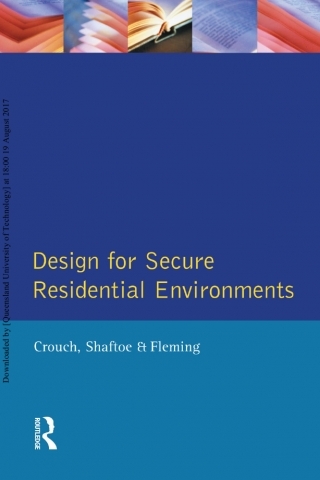 Downloaded by [Queensland University of Technology] at 18:00 19 August 2017
Design for Secure
Residential Environments
Crouch, Shaftoe & Fleming
ROUTLEDGE